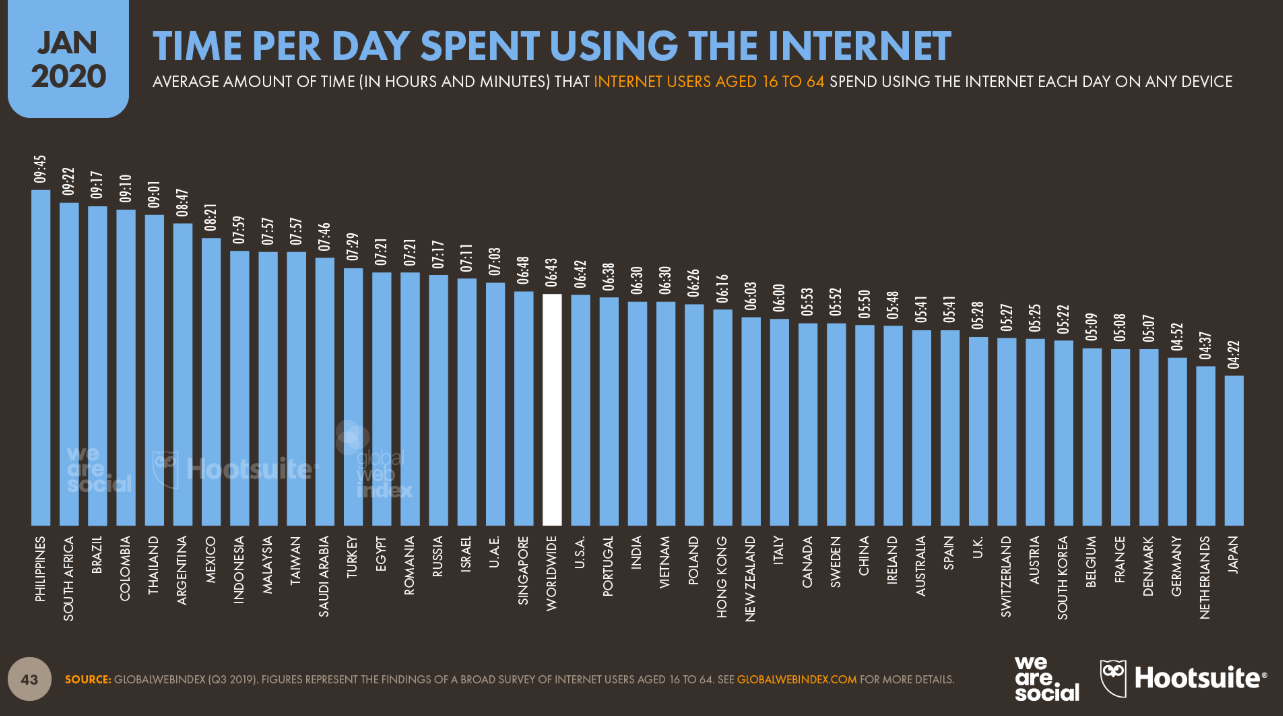 JAN
2020
TIME PER DAY SPENT USING THE INTERNET
AVERAGE AMOUNT OF TIME (IN HOURS AND MINUTES) THAT INTERNET USERS AGED 16 TO 64 SPEND USING THE INTERNET EACH DAY ON ANY DEVICE
09:45
09:22
09:17
09:10
09:01
08:47
08:21
07:59
07:57
07:57
07:46
07:29
07:21
07:21
07:17
07:11
07:03
06:48
06:43
06:42
06:38
06:30
06:30
06:26
06:16
06:03
06:00
05:53
05:52
05:50
05:48
05:41
05:41
05:28
05:27
05:25
05:22
05:09
05:08
05:07
04:52
04:37
04:22
we
are
social
Hootsuite®
global
web
index
PHILIPPINES
SOUTH AFRICA
BRAZIL
COLOMBIA
THAILAND
ARGENTINA
MEXICO
INDONESIA
MALAYSIA
TAIWAN
SAUDI ARABIA
TURKEY
EGYPT
ROMANIA
RUSSIA
ISRAEL
U.A.E.
SINGAPORE
WORLDWIDE
U.S.A.
PORTUGAL
INDIA
VIETNAM
POLAND
HONG KONG
NEW ZEALAND
ITALY
CANADA
SWEDEN
CHINA
IRELAND
AUSTRALIA
SPAIN
U.K.
SWITZERLAND
AUSTRIA
SOUTH KOREA
BELGIUM
FRANCE
DENMARK
GERMANY
NETHERLANDS
JAPAN
43
SOURCE: GLOBALWEBINDEX (Q3 2019). FIGURES REPRESENT THE FINDINGS OF A BROAD SURVEY OF INTERNET USERS AGED 16 TO 64. SEE GLOBALWEBINDEX.COM FOR MORE DETAILS.
we
are
social
Hootsuite®